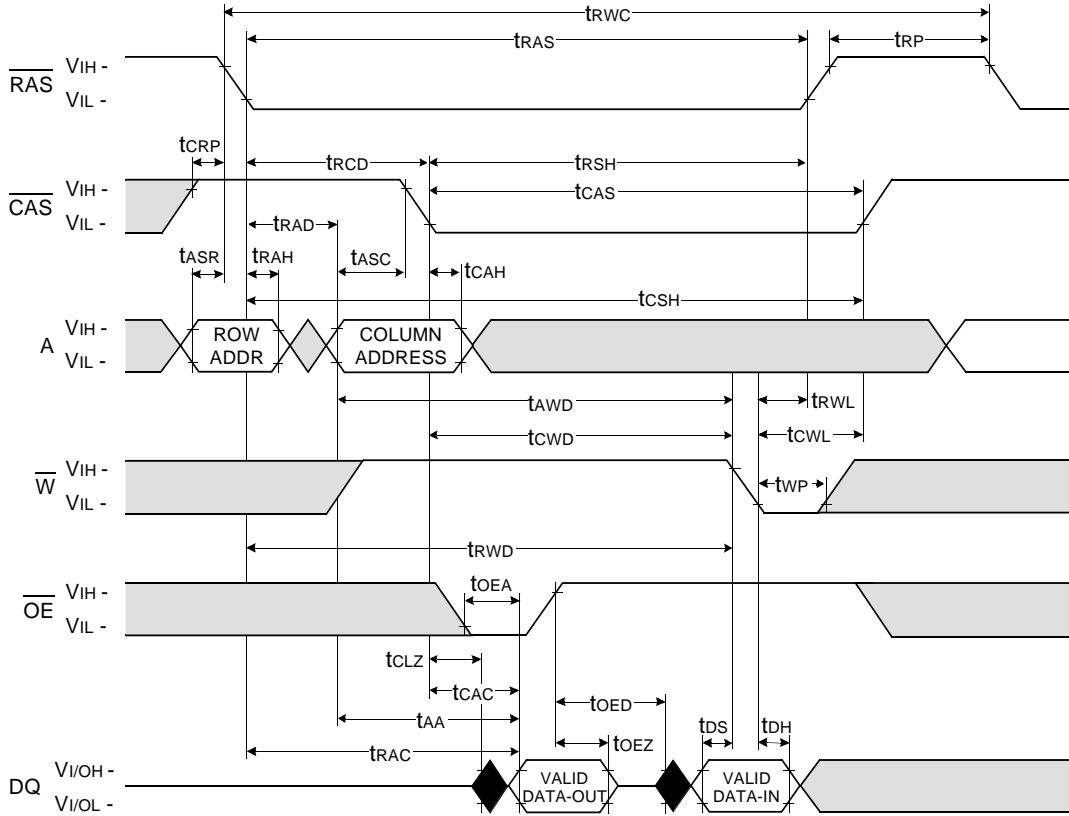 tRWC
tRAS
tRP
RAS
VIH -
VIL -
tCRP
tRCD
tRSH
CAS
VIH -
VIL -
tCAS
tRAD
tASR
tRAH
tASC
tCAH
tCSH
A
VIH -
VIL -
ROW
ADDR
COLUMN
ADDRESS
tAWD
tRWL
tCWD
tCWL
W
VIH -
VIL -
tWP
tRWD
OE
VIH -
VIL -
tOEA
tCLZ
tCAC
tOED
tAA
tDS
tDH
tRAC
tOEZ
DQ
VI/OH -
VI/OL -
VALID
DATA-OUT
VALID
DATA-IN